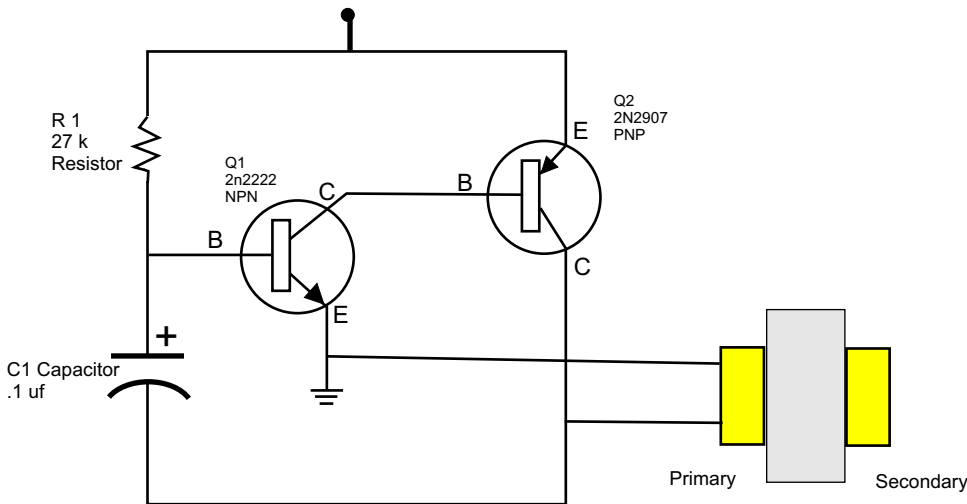 R 1
27 k
Resistor
Q1
2n2222
NPN
Q2
2N2907
PNP
E
C
B
B
E
C
+
C1 Capacitor
.1 uf
Primary
Secondary